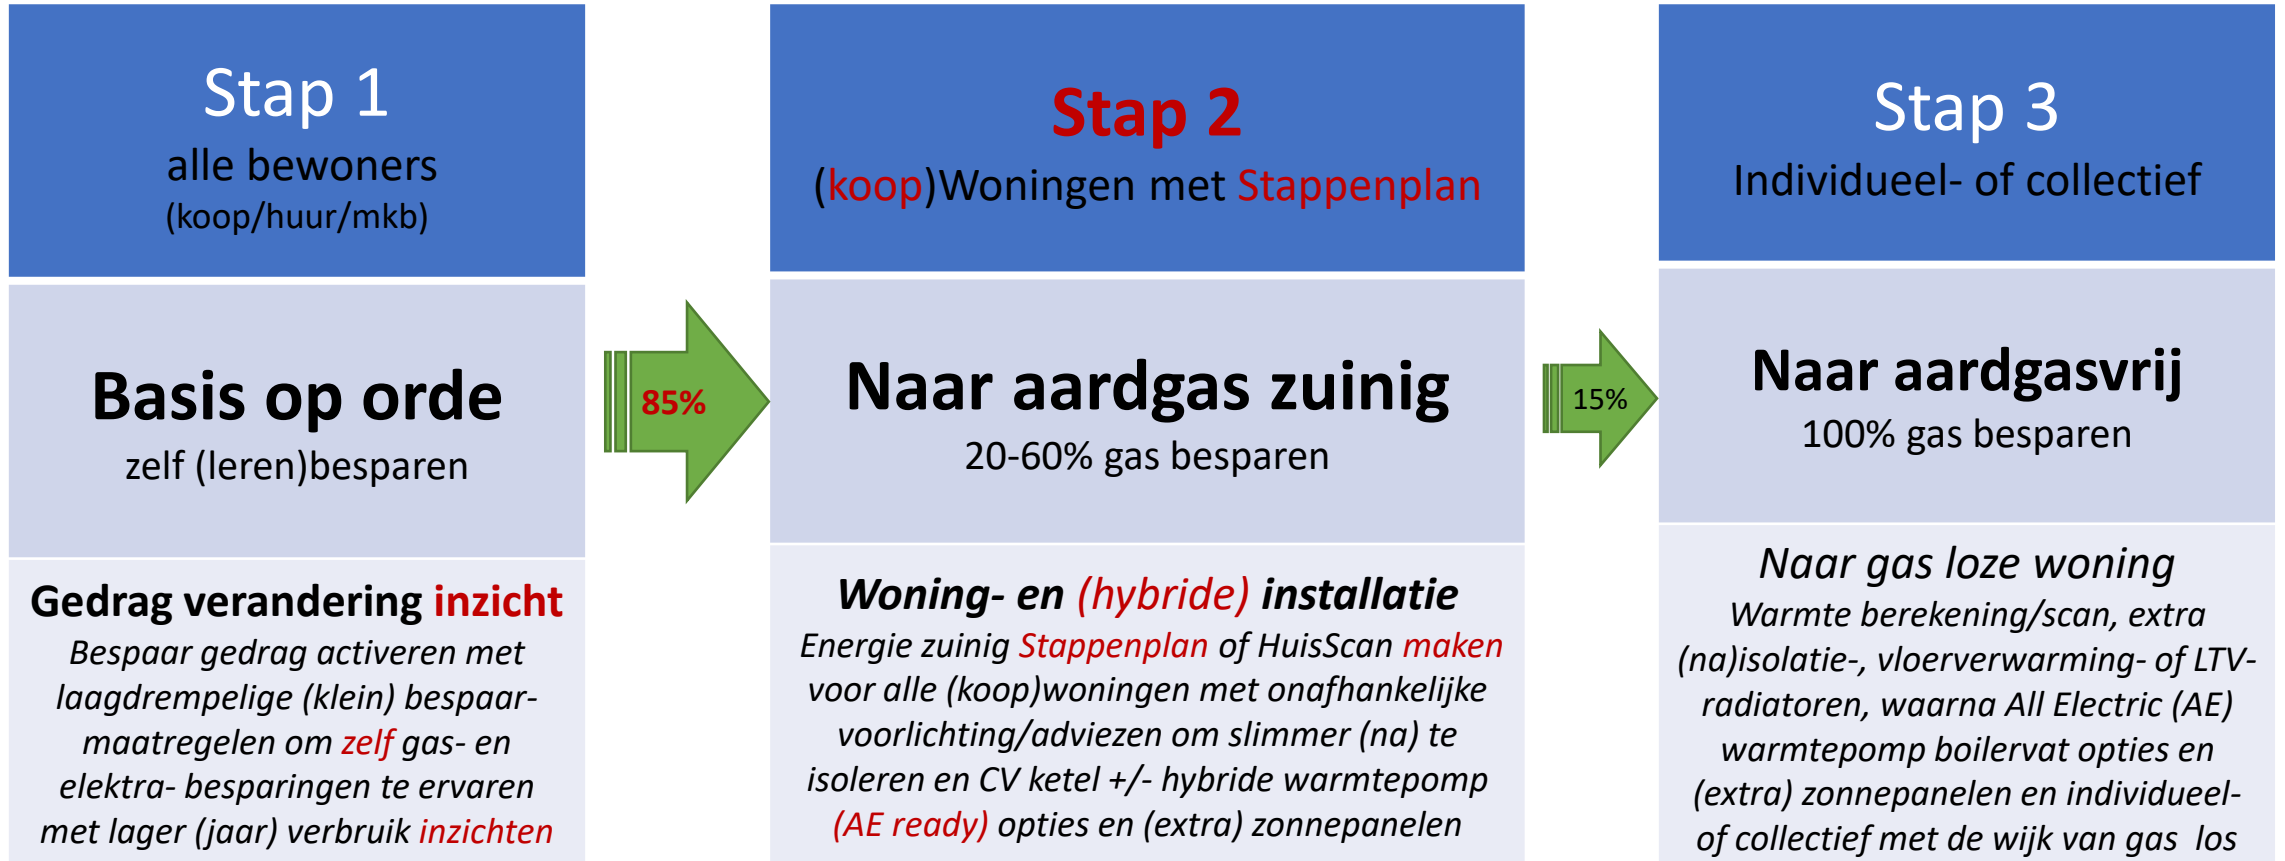 Stap 1
alle bewoners
(koop/huur/mkb)
Basis op orde
zelf (leren)besparen
Gedrag verandering inzicht
Bespaar gedrag activeren met
laagdrempelige (klein) bespaar-
maatregelen om zelf gas- en
elektra- besparingen te ervaren
met lager (jaar) verbruik inzichten
85%
Stap 2
(koop)Woningen met Stappenplan
Naar aardgas zuinig
20-60% gas besparen
Woning- en (hybride) installatie
Energie zuinig Stappenplan of HuisScan maken
voor alle (koop)woningen met onafhankelijke
voorlichting/adviezen om slimmer (na) te
isoleren en CV ketel +/- hybride warmtepomp
(AE ready) opties en (extra) zonnepanelen
15%
Stap 3
Individueel- of collectief
Naar aardgasvrij
100% gas besparen
Naar gas loze woning
Warmte berekening/scan, extra
(na)isolatie-, vloerverwarming- of LTV-
radiatoren, waarna All Electric (AE)
warmtepomp boilervat opties en
(extra) zonnepanelen en individueel-
of collectief met de wijk van gas  los